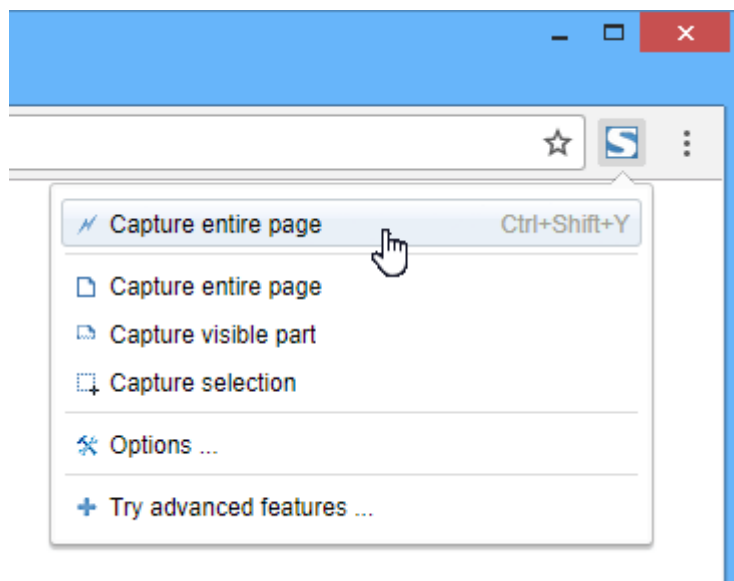 S
Capture entire page Ctrl+Shift+Y
Capture entire page
Capture visible part
Capture selection
Options ...
Try advanced features ...